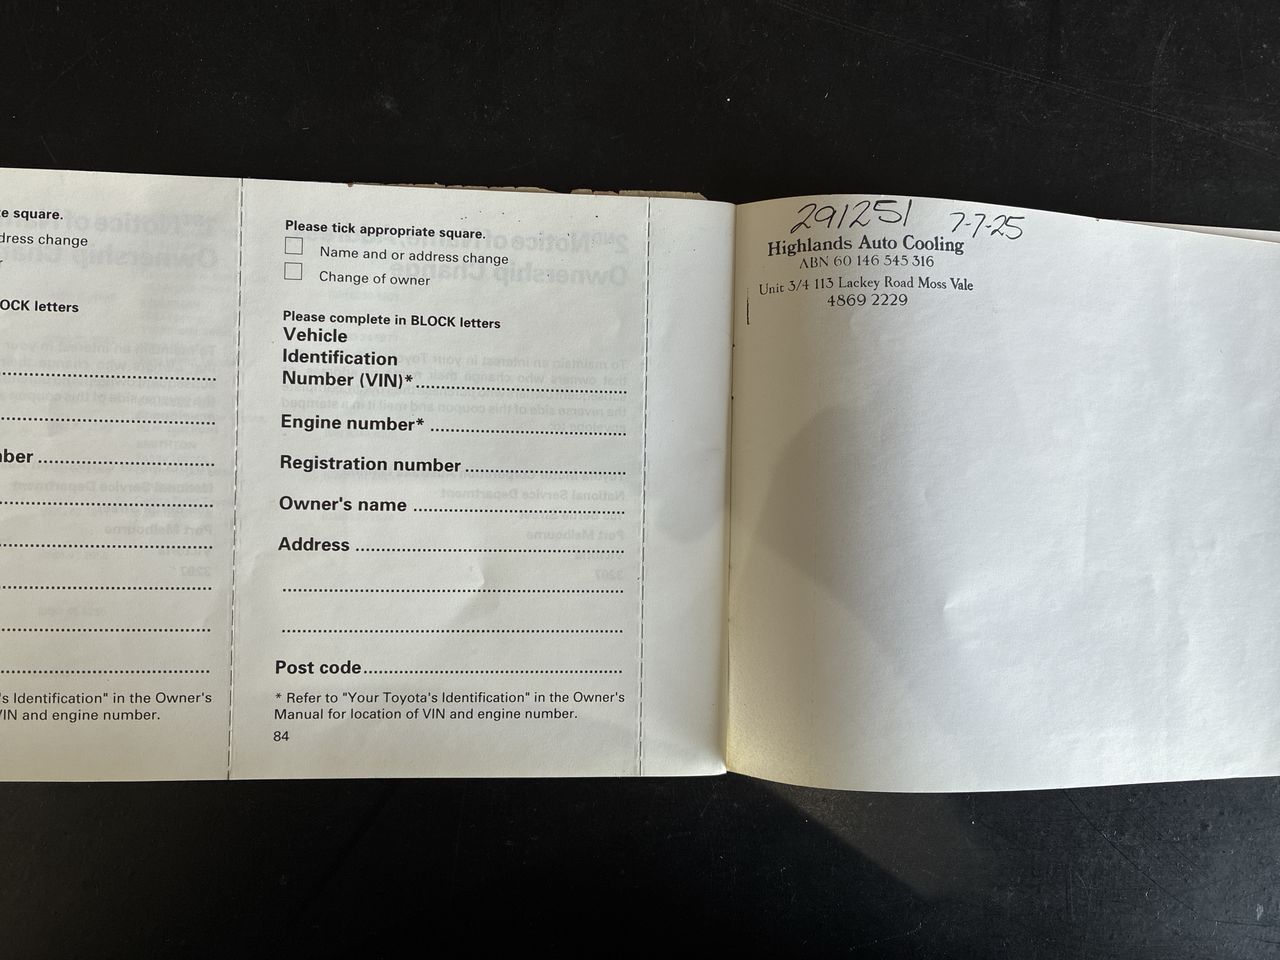 e square.
dress change
r
OCK letters
ber
's Identification" in the Owner's
VIN and engine number.
Please tick appropriate square.
Name and or address change
Change of owner
Please complete in BLOCK letters
Vehicle
Identification
Number (VIN)*
Engine number*
Registration number
Owner's name
Address
Post code
* Refer to "Your Toyota's Identification" in the Owner's
Manual for location of VIN and engine number.
84
291251 7-7-25
Highlands Auto Cooling
ABN 60 146 545 316
Unit 3/4 113 Lackey Road Moss Vale
4869 2229